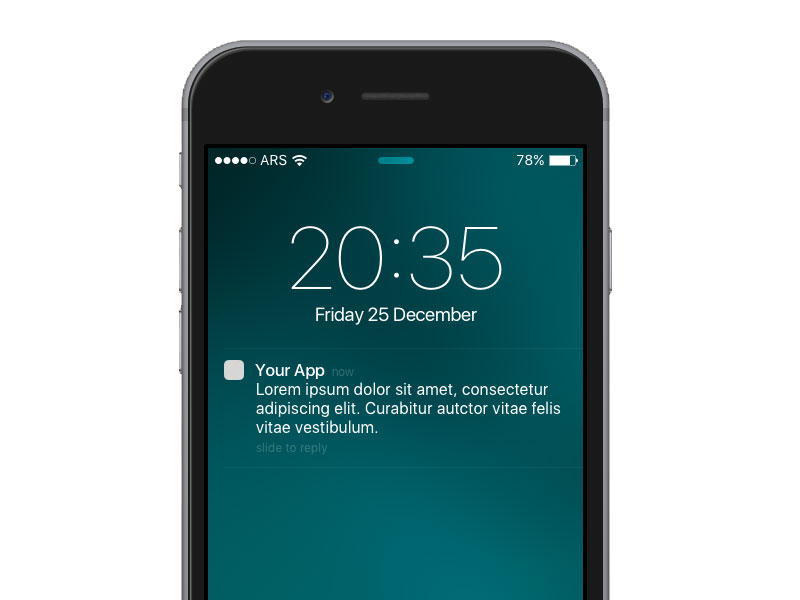 ARS 78%
20:35
Friday 25 December
Your App now
Lorem ipsum dolor sit amet, consectetur
adipiscing elit. Curabitur autctor vitae felis
vitae vestibulum.
slide to reply